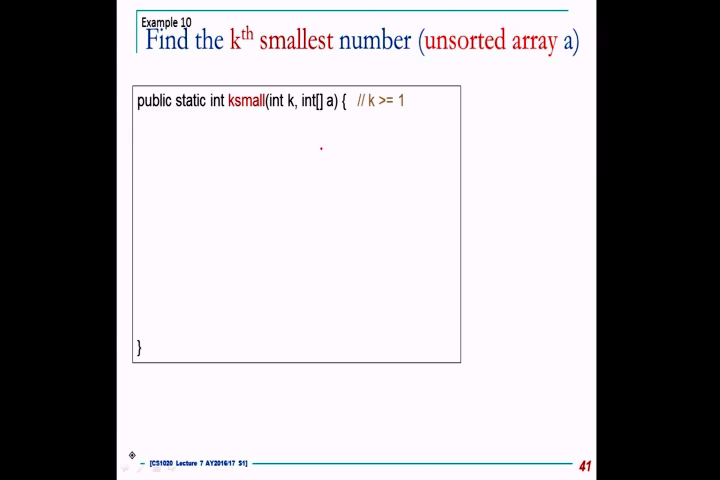 Example 10
Find the kth smallest number (unsorted array a)
public static int ksmall(int k, int[] a) { // k >= 1
}
[CS1020 Lecture 7 AY2016/17 S1]
41